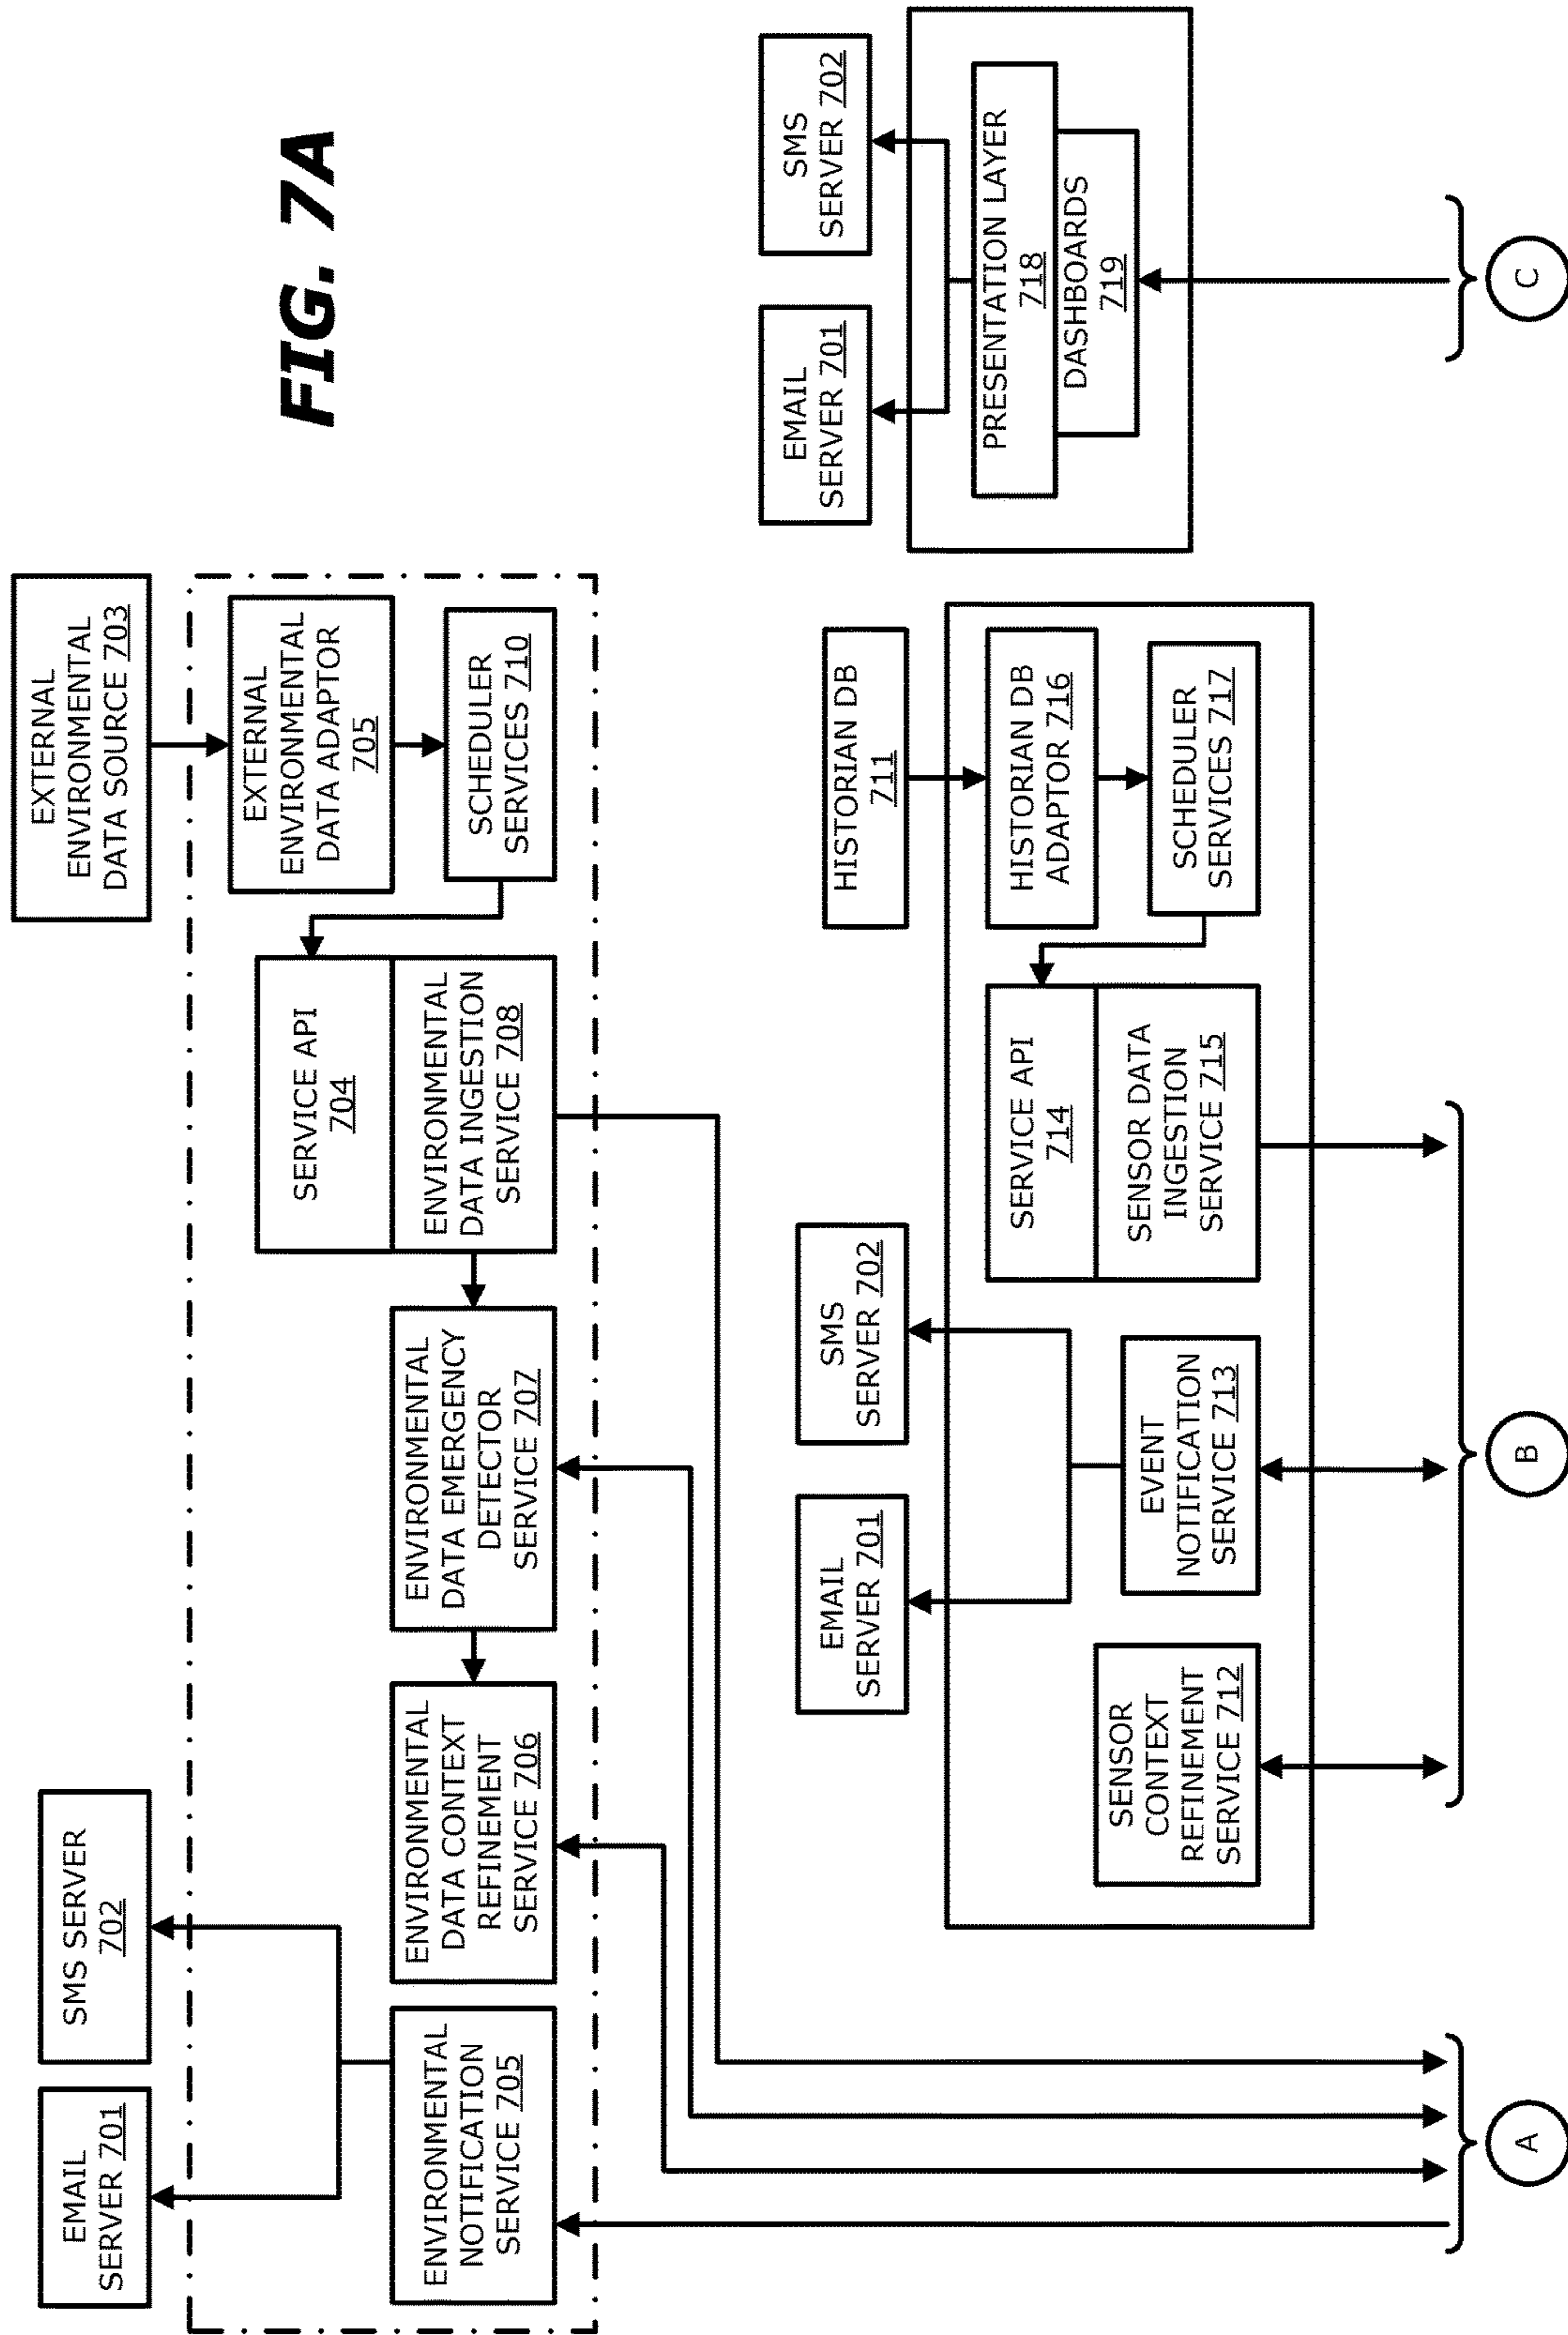 FIG. 7A
EMAIL
SERVER 701
SMS SERVER
702
EXTERNAL
ENVIRONMENTAL
DATA SOURCE 703
ENVIRONMENTAL
NOTIFICATION
SERVICE 705
ENVIRONMENTAL
DATA CONTEXT
REFINEMENT
SERVICE 706
ENVIRONMENTAL
DATA EMERGENCY
DETECTOR
SERVICE 707
SERVICE API
704
ENVIRONMENTAL
DATA INGESTION
SERVICE 708
EXTERNAL
ENVIRONMENTAL
DATA ADAPTOR
705
SCHEDULER
SERVICES 710
EMAIL
SERVER 701
SMS
SERVER 702
HISTORIAN DB
711
SENSOR
CONTEXT
REFINEMENT
SERVICE 712
EVENT
NOTIFICATION
SERVICE 713
SERVICE API
714
SENSOR DATA
INGESTION
SERVICE 715
HISTORIAN DB
ADAPTOR 716
SCHEDULER
SERVICES 717
EMAIL
SERVER 701
SMS
SERVER 702
PRESENTATION LAYER
718
DASHBOARDS
719
A
B
C